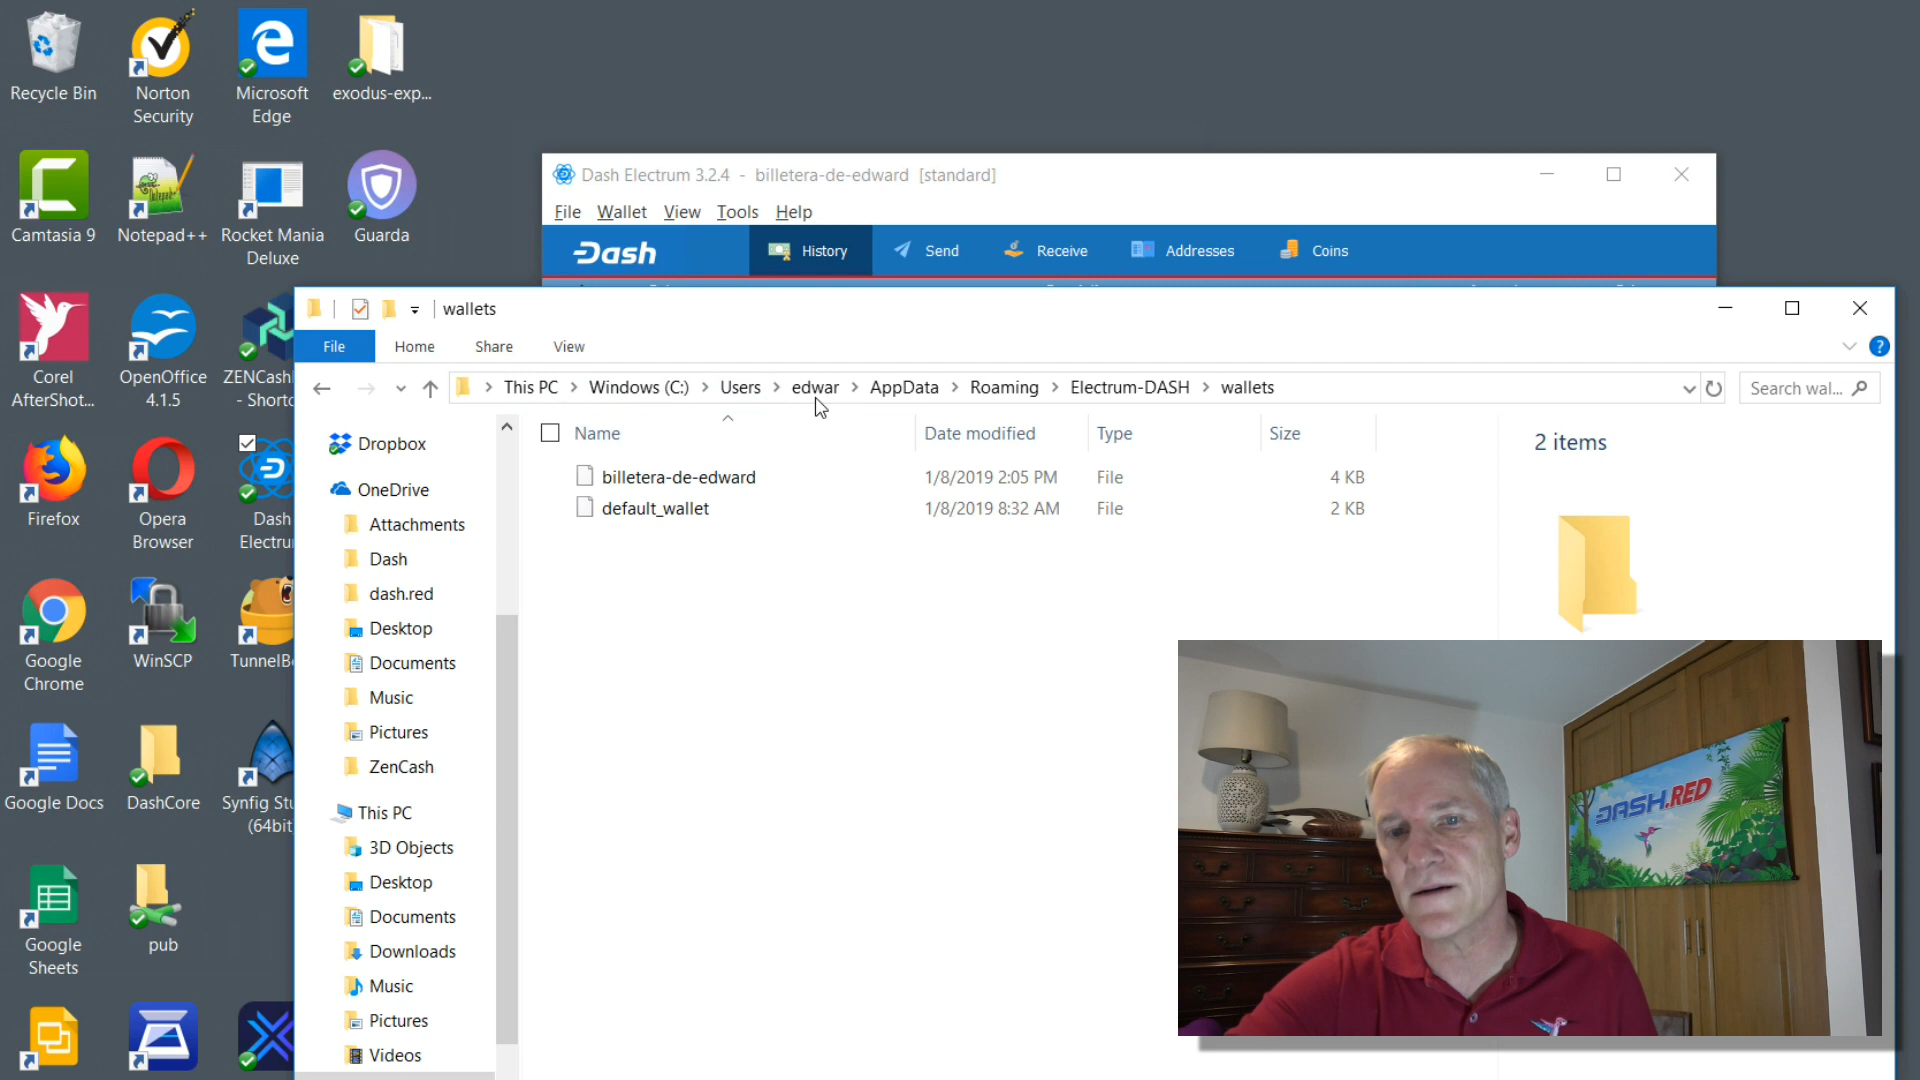 Recycle Bin
Norton
Security
Microsoft
Edge
exodus-exp...
Camtasia 9
Notepad++
Rocket Mania
Deluxe
Guarda
Corel
AfterShot...
OpenOffice
4.1.5
ZENCash
- Shortc
Firefox
Opera
Browser
Dash
Electru
Google
Chrome
WinSCP
TunnelBe
Google Docs
DashCore
Synfig Stu
(64bit
Google
Sheets
pub
Dash Electrum 3.2.4 - billetera-de-edward [standard]
File Wallet View Tools Help
Dash
History
Send
Receive
Addresses
Coins
wallets
File Home Share View
This PC > Windows (C:) > Users > edwar > AppData > Roaming > Electrum-DASH > wallets
Search wal...
Name Date modified Type Size
billetera-de-edward 1/8/2019 2:05 PM File 4 KB
default_wallet 1/8/2019 8:32 AM File 2 KB
2 items
Dropbox
OneDrive
Attachments
Dash
dash.red
Desktop
Documents
Music
Pictures
ZenCash
This PC
3D Objects
Desktop
Documents
Downloads
Music
Pictures
Videos
DASH.RED